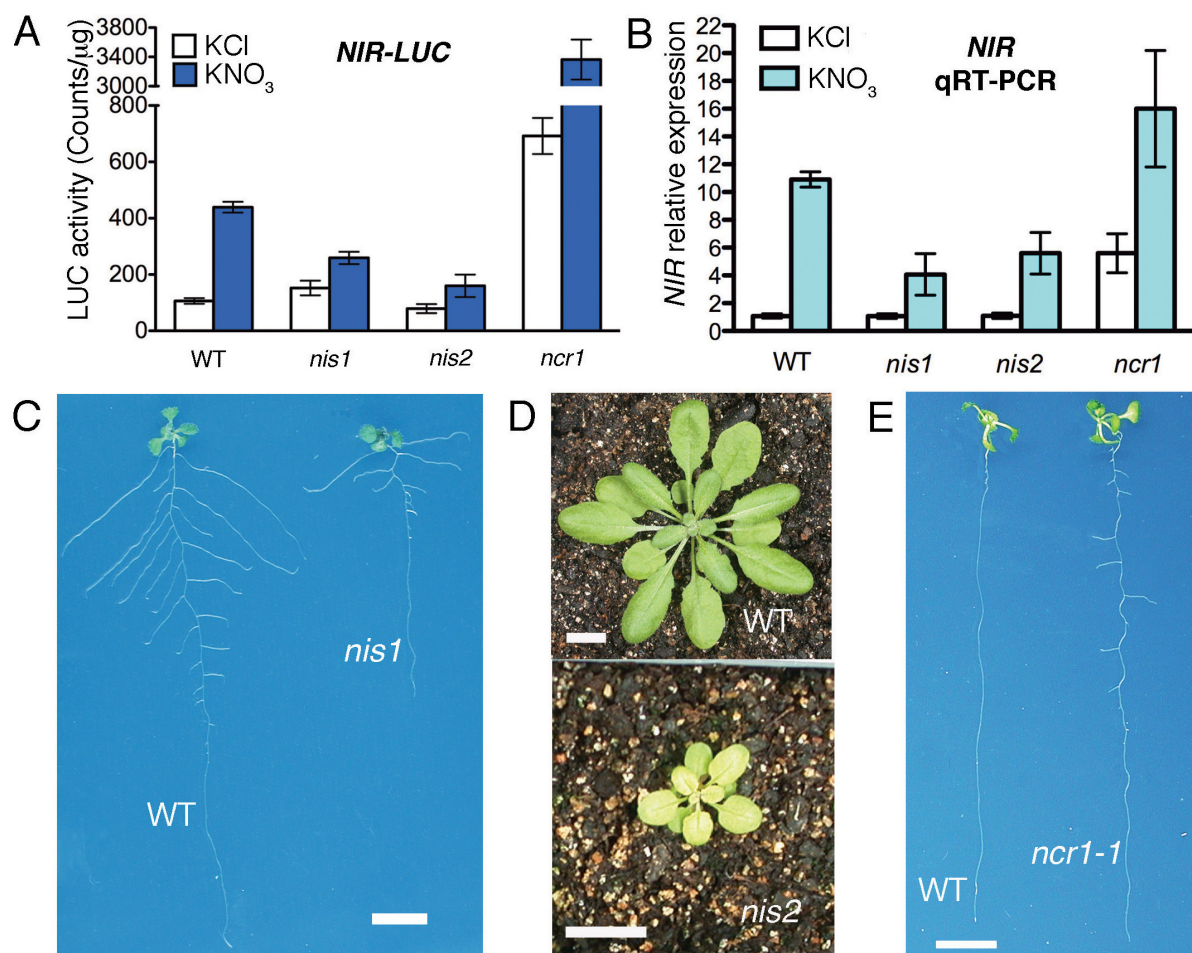 A
LUC activity (Counts/µg)
3800
3400
3000
800
600
400
200
0
KCl
KNO3
NIR-LUC
WT
nis1
nis2
ncr1
B
NIR relative expression
22
20
18
16
14
12
10
8
6
4
2
0
KCl
KNO3
NIR
qRT-PCR
WT
nis1
nis2
ncr1
C
nis1
WT
D
WT
nis2
E
ncr1-1
WT